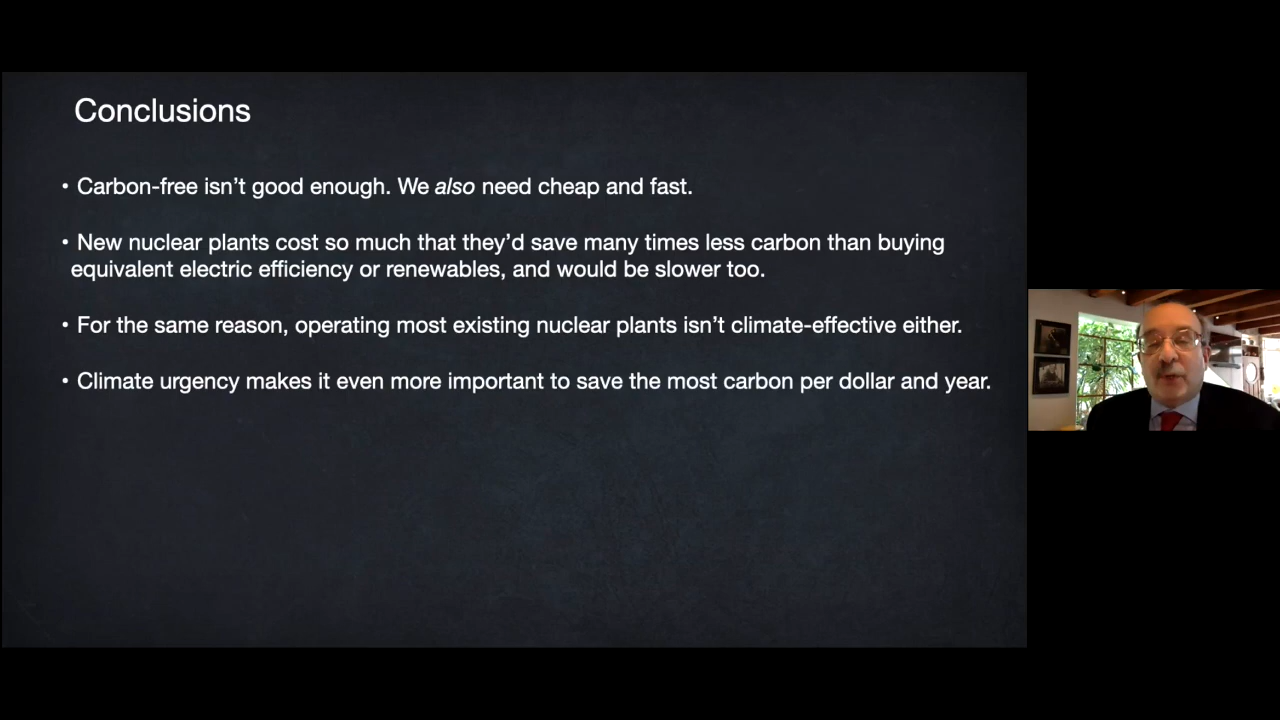 Conclusions
• Carbon-free isn’t good enough. We also need cheap and fast.
• New nuclear plants cost so much that they’d save many times less carbon than buying
equivalent electric efficiency or renewables, and would be slower too.
• For the same reason, operating most existing nuclear plants isn’t climate-effective either.
• Climate urgency makes it even more important to save the most carbon per dollar and year.